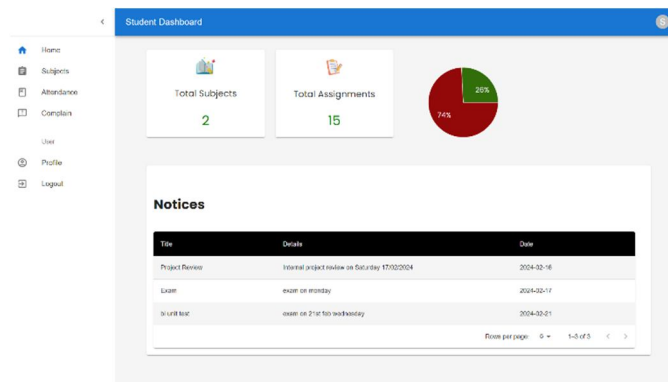 Student Dashboard
S
Home
Subjects
Attendance
Complain
User
Profile
Logout
Total Subjects
2
Total Assignments
15
26%
74%
Notices
Title Details Date
Project Review Internal project review on Saturday 17/02/2024 2024-02-16
Exam exam on monday 2024-02-17
bi unit test exam on 21st feb wednesday 2024-02-21
Rows per page: 1–3 of 3